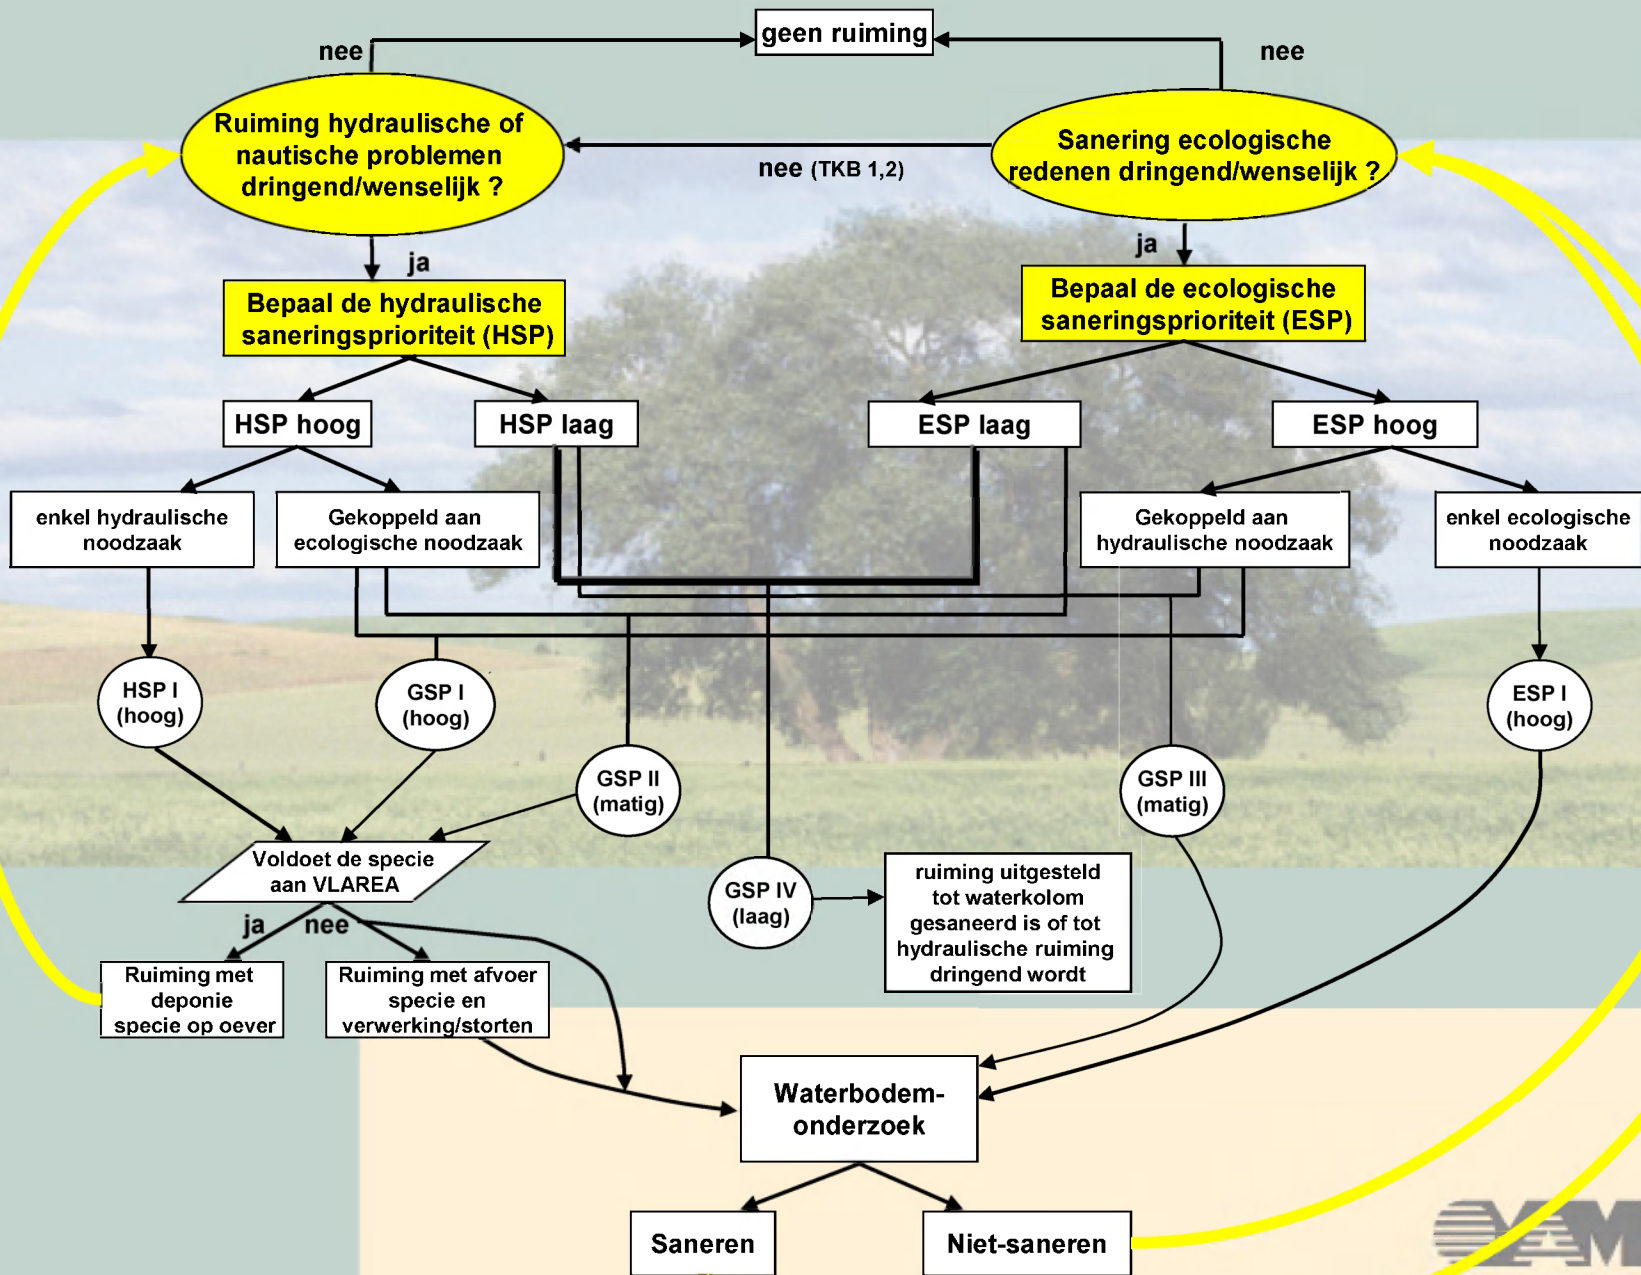 geen ruiming
nee
nee
Ruiming hydraulische of
nautische problemen
dringend/wenselijk ?
Sanering ecologische
redenen dringend/wenselijk ?
nee (TKB 1,2)
ja
ja
Bepaal de hydraulische
saneringsprioriteit (HSP)
Bepaal de ecologische
saneringsprioriteit (ESP)
HSP hoog
HSP laag
ESP laag
ESP hoog
enkel hydraulische
noodzaak
Gekoppeld aan
ecologische noodzaak
Gekoppeld aan
hydraulische noodzaak
enkel ecologische
noodzaak
HSP I
(hoog)
GSP I
(hoog)
ESP I
(hoog)
GSP II
(matig)
GSP III
(matig)
Voldoet de specie
aan VLAREA
GSP IV
(laag)
ruiming uitgesteld
tot waterkolom
gesaneerd is of tot
hydraulische ruiming
dringend wordt
ja
nee
Ruiming met
deponie
specie op oever
Ruiming met afvoer
specie en
verwerking/storten
Waterbodem-
onderzoek
Saneren
Niet-saneren
OVAM